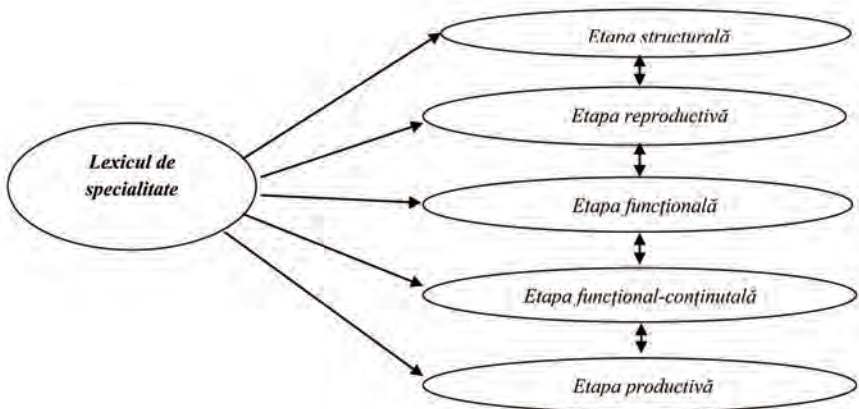 Lexicul de
specialitate
Etapa structurală
Etapa reproductivă
Etapa funcțională
Etapa funcțional-conținutală
Etapa productivă